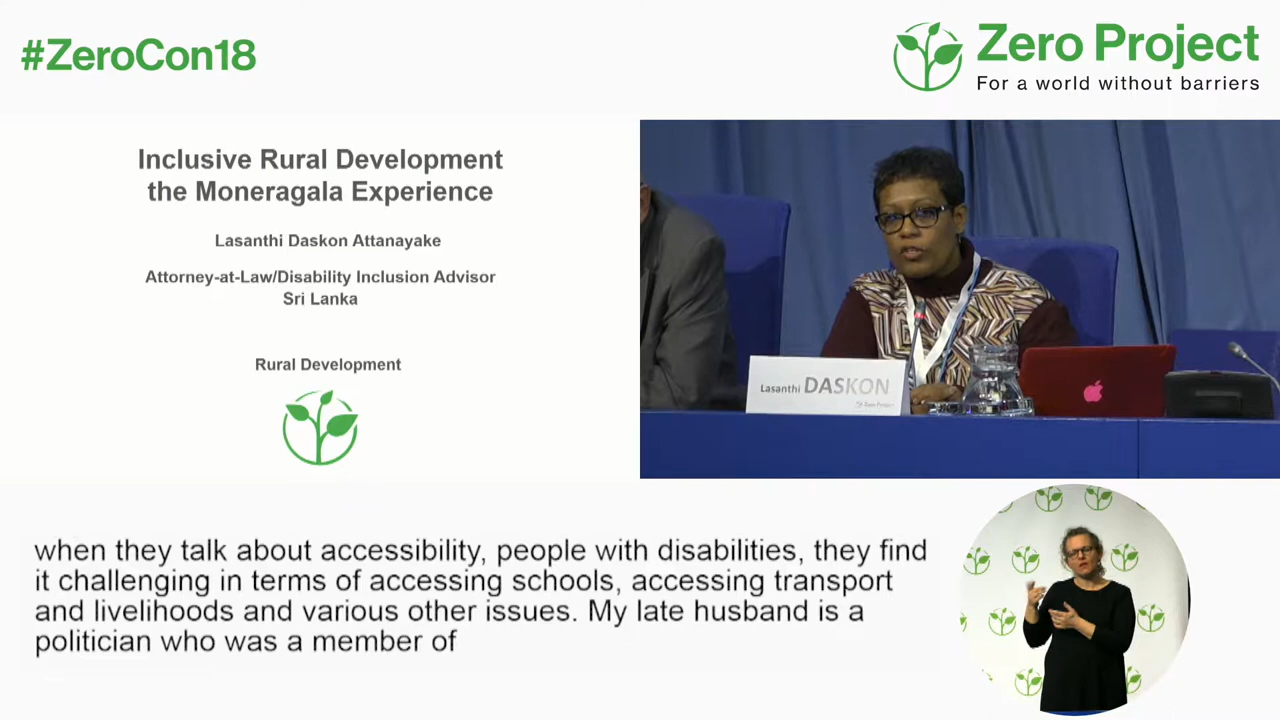 #ZeroCon18
Zero Project
For a world without barriers
Inclusive Rural Development
the Moneragala Experience
Lasanthi Daskon Attanayake
Attorney-at-Law/Disability Inclusion Advisor
Sri Lanka
Rural Development
Lasanthi DASKON
Zero Project
when they talk about accessibility, people with disabilities, they find
it challenging in terms of accessing schools, accessing transport
and livelihoods and various other issues. My late husband is a
politician who was a member of